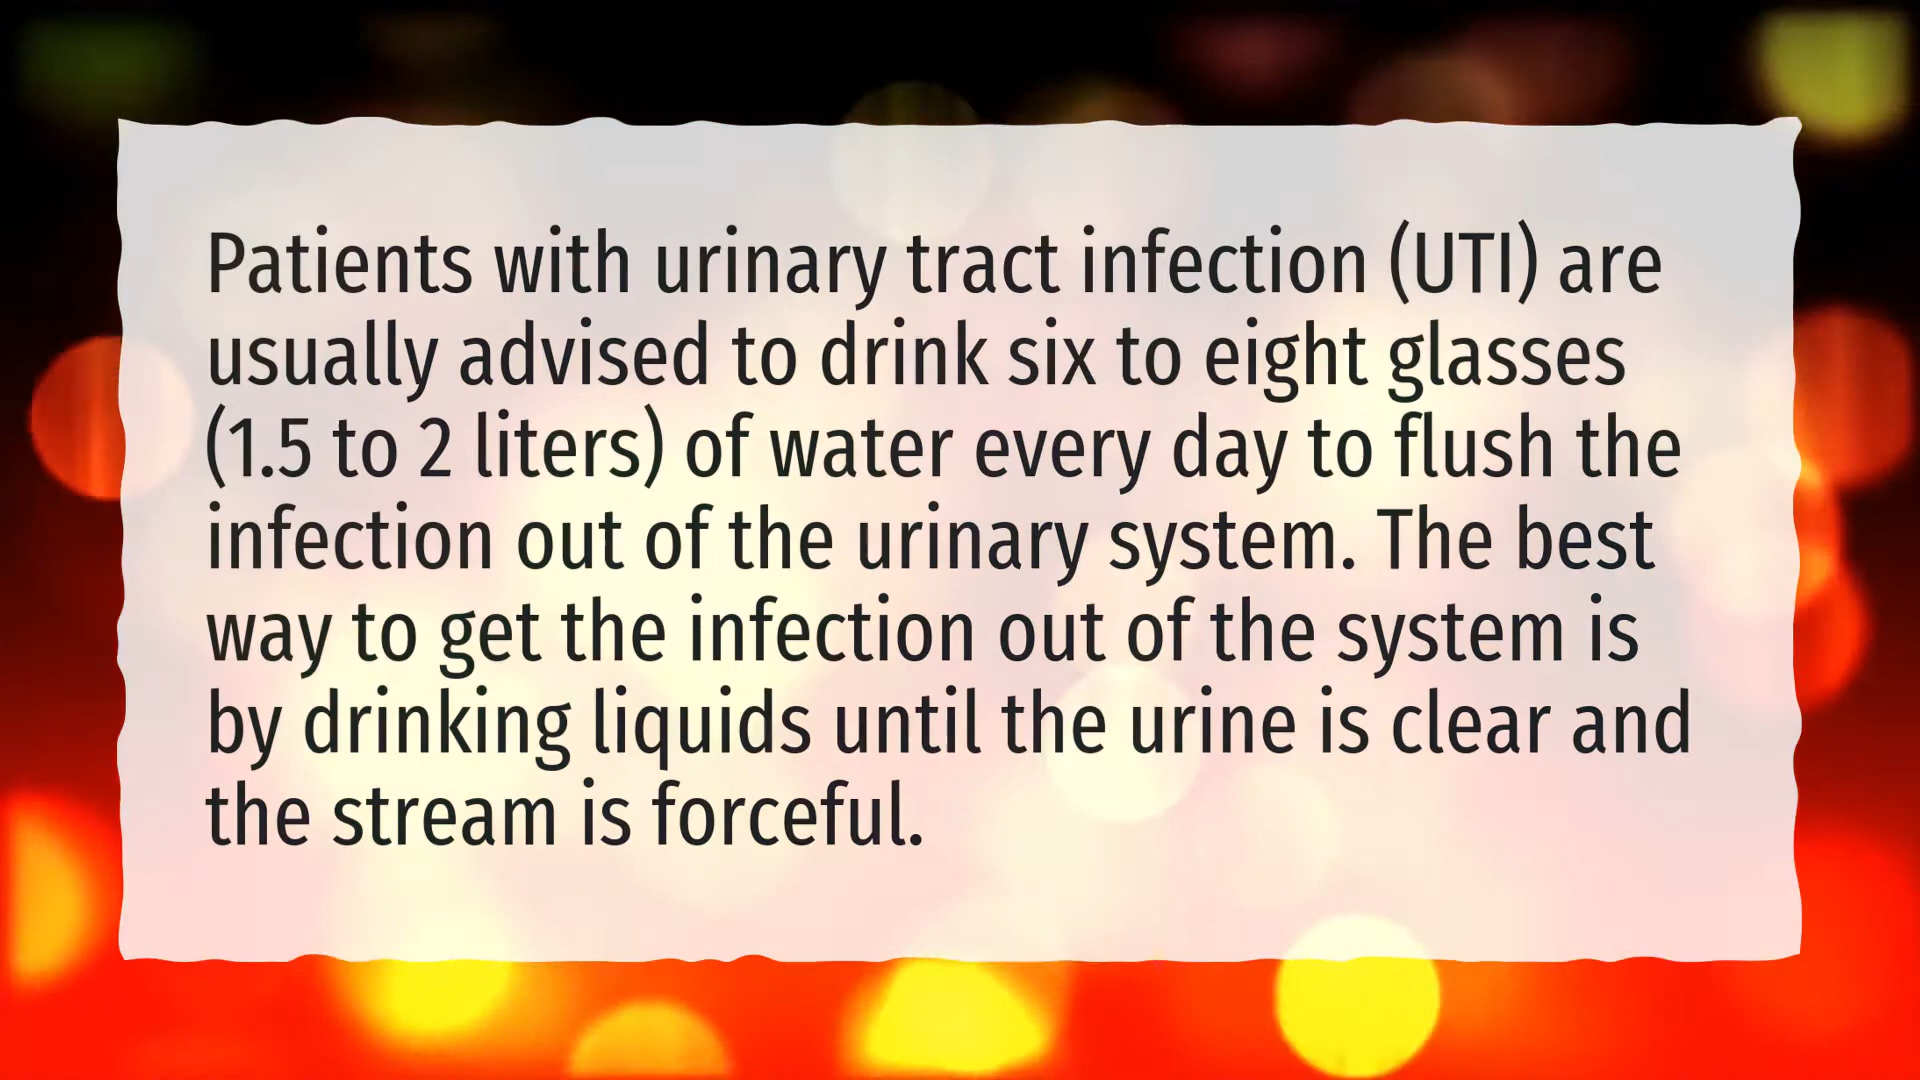 Patients with urinary tract infection (UTI) are
usually advised to drink six to eight glasses
(1.5 to 2 liters) of water every day to flush the
infection out of the urinary system. The best
way to get the infection out of the system is
by drinking liquids until the urine is clear and
the stream is forceful.